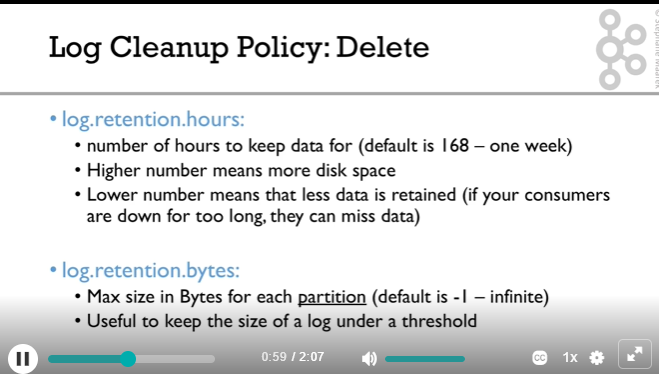 Log Cleanup Policy: Delete
• log.retention.hours:
• number of hours to keep data for (default is 168 – one week)
• Higher number means more disk space
• Lower number means that less data is retained (if your consumers
are down for too long, they can miss data)
• log.retention.bytes:
• Max size in Bytes for each partition (default is -1 – infinite)
• Useful to keep the size of a log under a threshold
0:59 / 2:07
CC
1x